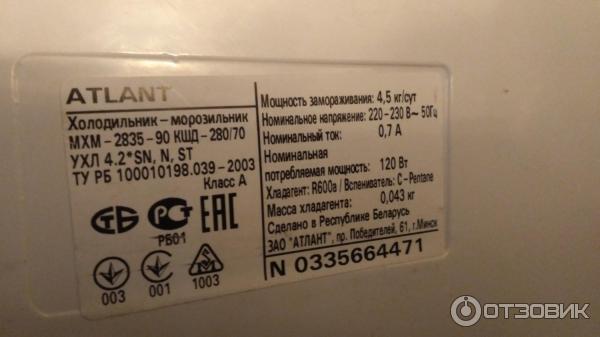 ATLANT
Холодильник – морозильник
МХМ – 2835 – 90 КШД – 280/70
УХЛ 4.2*SN, N, ST
ТУ РБ 100010198.039 – 2003
Класс А
СТБ
РСТ
ЕАС
РБ01
003
001
1003
Мощность замораживания: 4,5 кг/сут
Номинальное напряжение: 220 – 230 В~ 50Гц
Номинальный ток: 0,7 А
Номинальная
потребляемая мощность: 120 Вт
Хладагент: R600a / Вспениватель: C – Pentane
Масса хладагента: 0,043 кг
Сделано в Республике Беларусь
ЗАО "АТЛАНТ", пр. Победителей, 61, г.Минск
N 0335664471
ОТЗОВИК